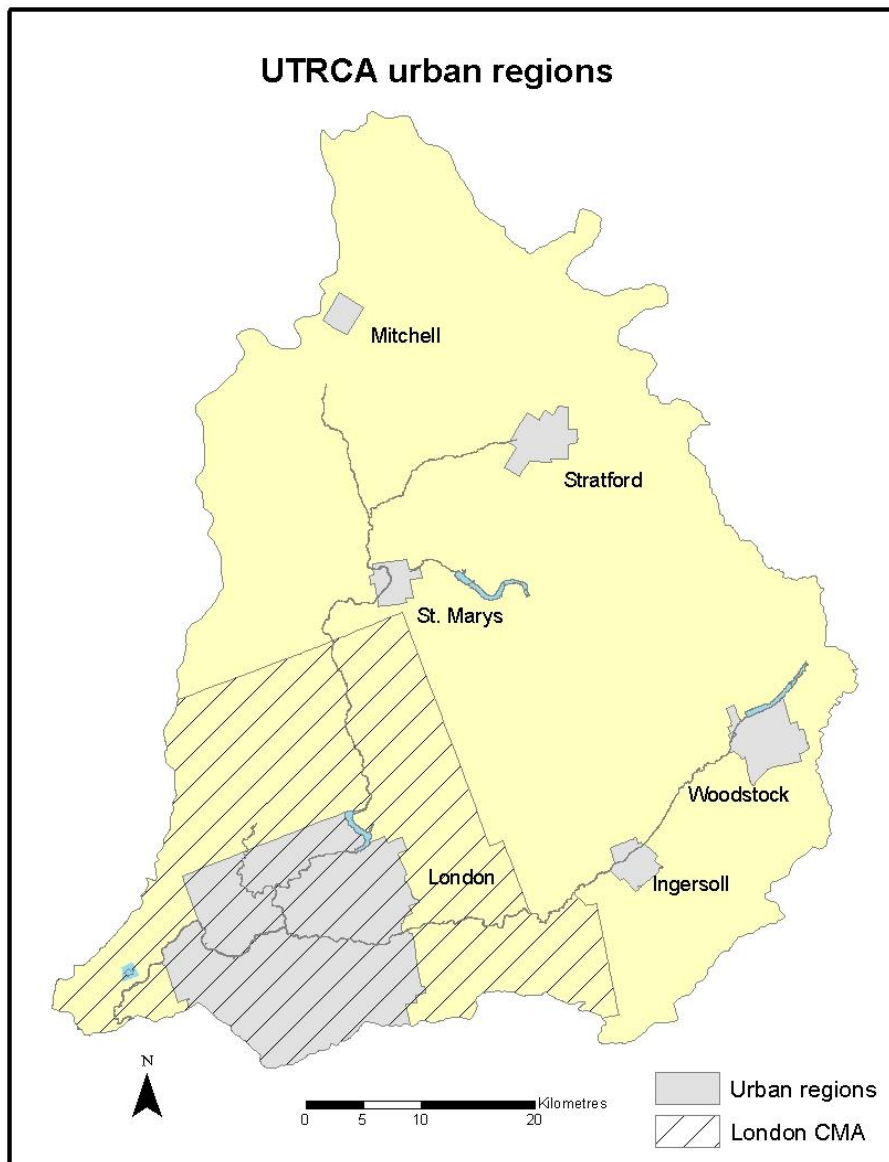 UTRCA urban regions
Mitchell
Stratford
St. Marys
Woodstock
London
Ingersoll
N
Urban regions
Kilometres
0 5 10 20
London CMA